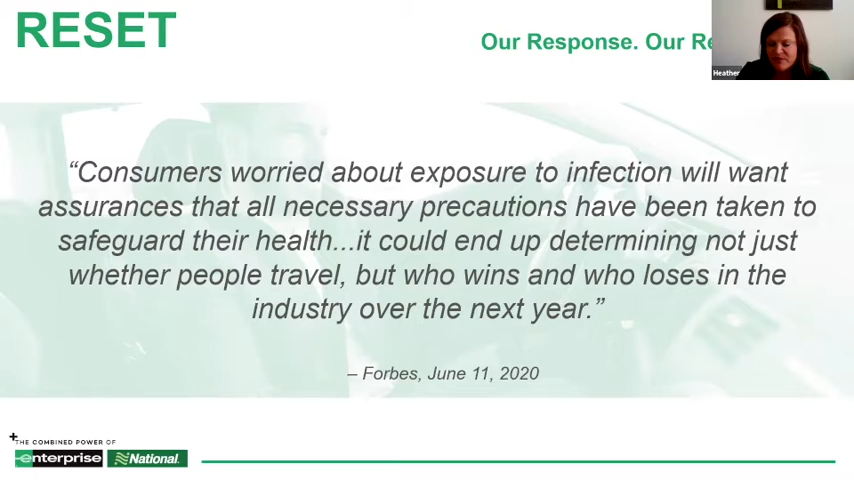 RESET
Our Response. Our
Heather
“Consumers worried about exposure to infection will want
assurances that all necessary precautions have been taken to
safeguard their health...it could end up determining not just
whether people travel, but who wins and who loses in the
industry over the next year.”
– Forbes, June 11, 2020
THE COMBINED POWER OF
enterprise National.